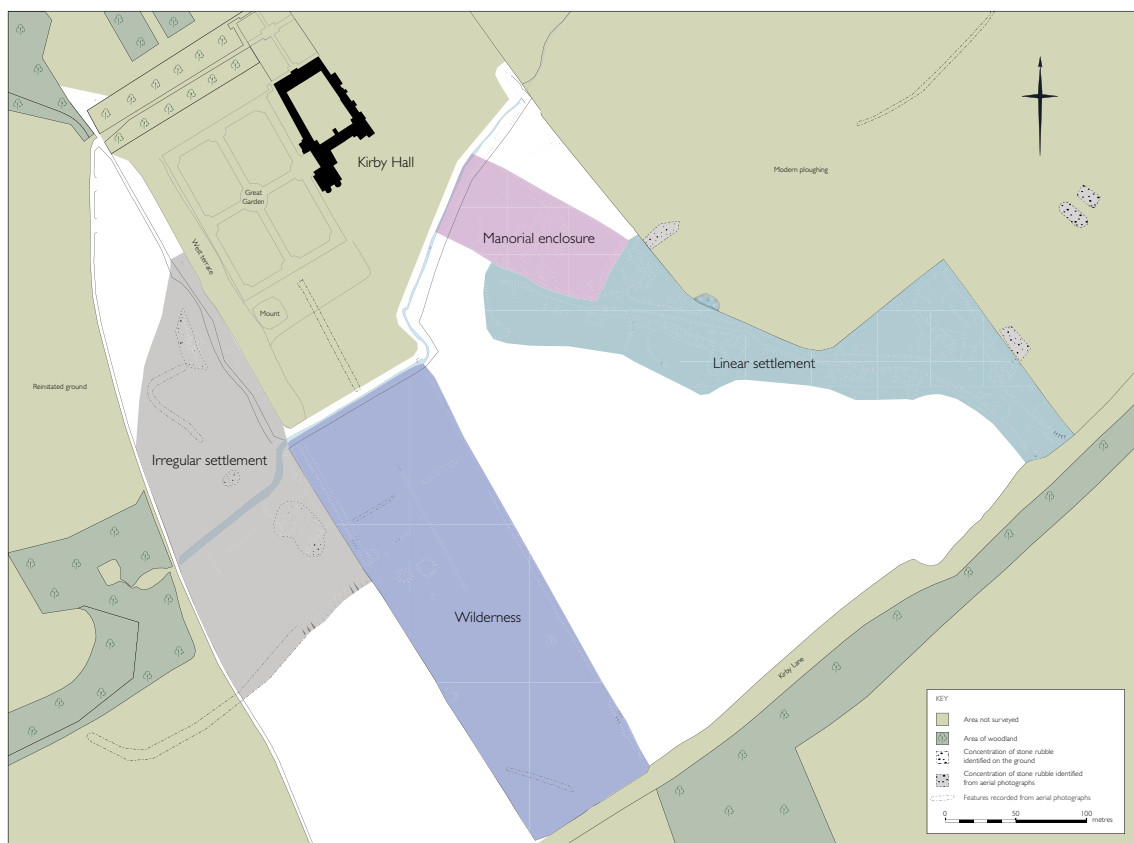 Kirby Hall
Modern ploughing
Great
Garden
Manorial enclosure
West terrace
Mount
Linear settlement
Reinstated ground
Irregular settlement
Wilderness
Kirby Lane
KEY
Area not surveyed
Area of woodland
Concentration of stone rubble
identified on the ground
Concentration of stone rubble identified
from aerial photographs
Features recorded from aerial photographs
0 50 100
metres